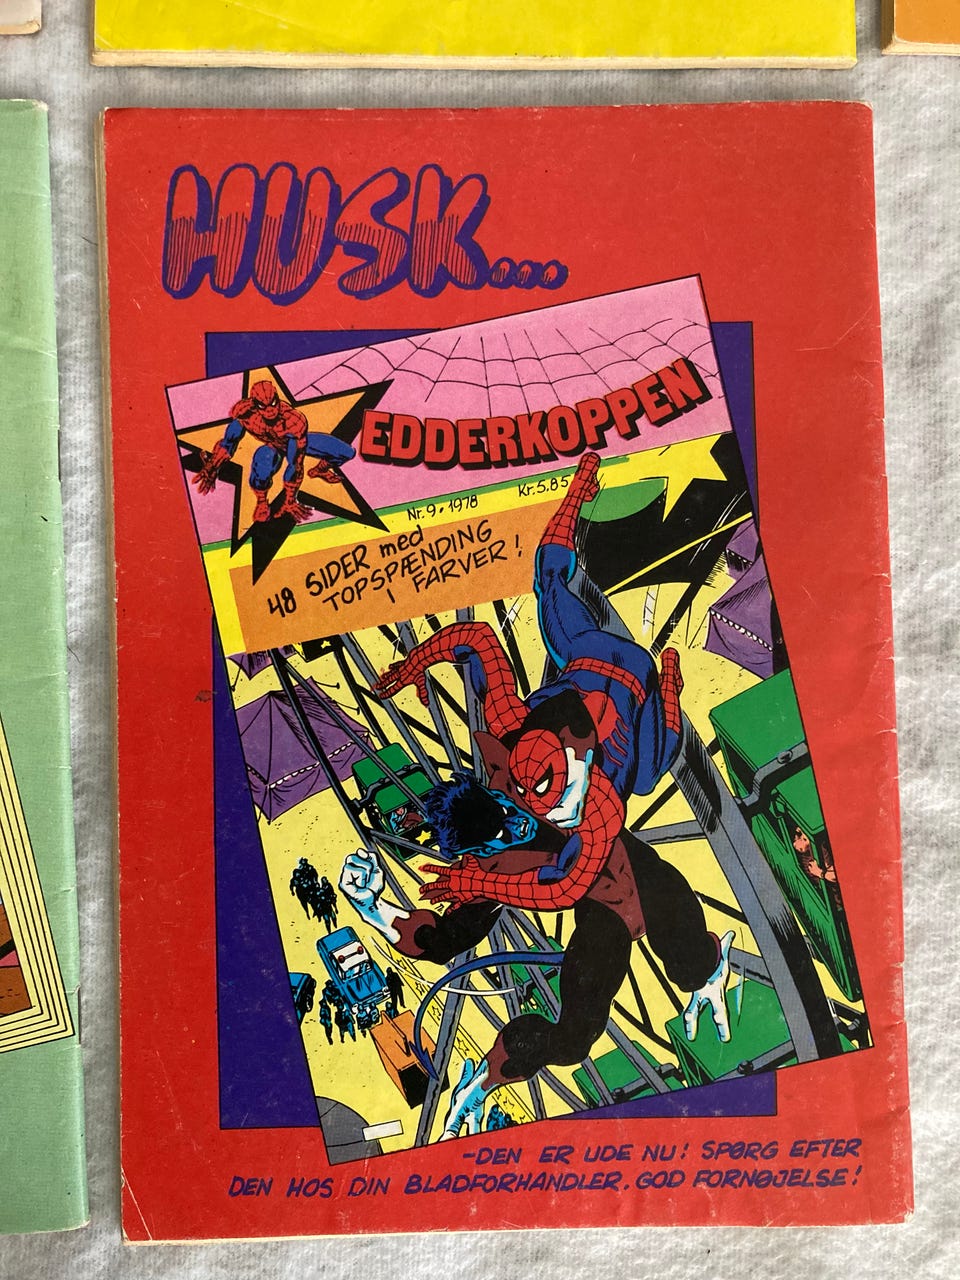 HUSK...
EDDERKOPPEN
Nr. 9 • 1978 Kr. 5.85
48 SIDER med
TOPSPÆNDING
I FARVER!
-DEN ER UDE NU! SPØRG EFTER
DEN HOS DIN BLADFORHANDLER. GOD FORNØJELSE!